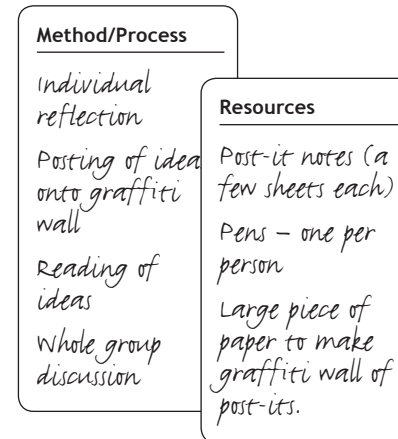 Method/Process
Individual
reflection
Posting of idea
onto graffiti
wall
Reading of
ideas
Whole group
discussion
Resources
Post-it notes (a
few sheets each)
Pens – one per
person
Large piece of
paper to make
graffiti wall of
post-its.